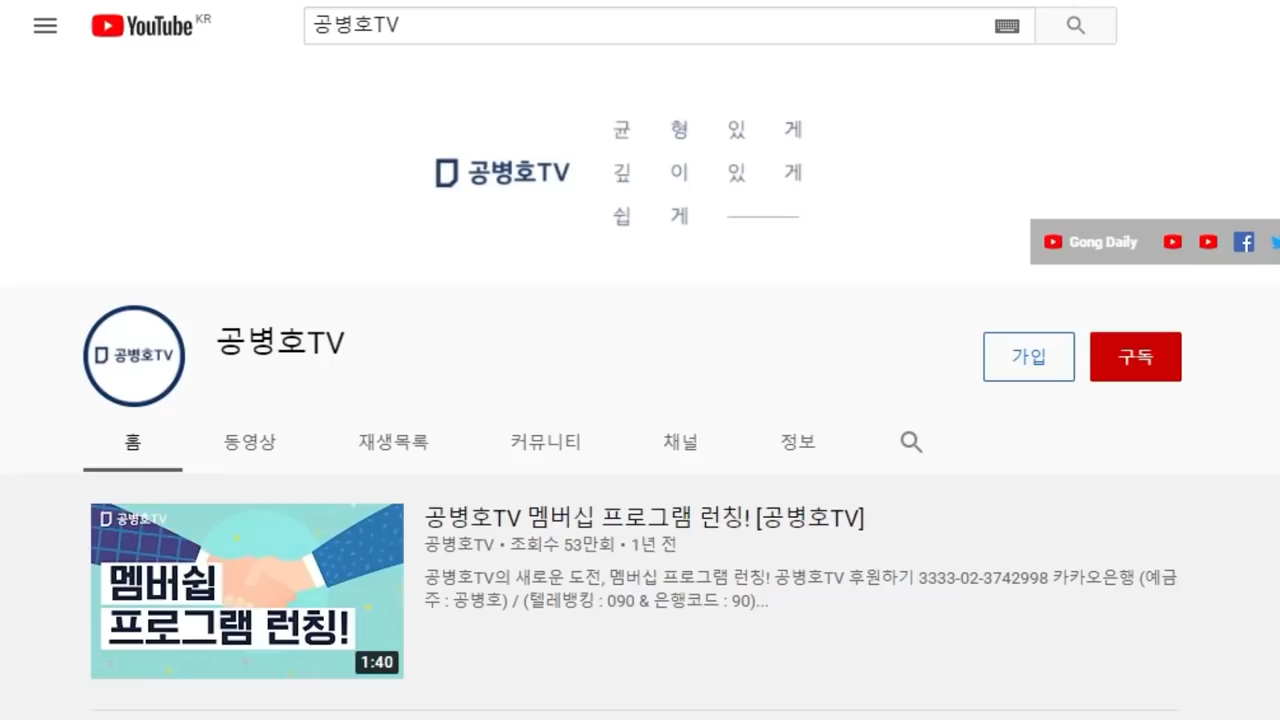 YouTube KR
공병호TV
균형있게
공병호TV 깊이있게
쉽게
Gong Daily
공병호TV
공병호TV
가입
구독
홈 동영상 재생목록 커뮤니티 채널 정보
공병호TV
멤버쉽
프로그램 런칭!
1:40
공병호TV 멤버십 프로그램 런칭! [공병호TV]
공병호TV • 조회수 53만회 • 1년 전
공병호TV의 새로운 도전, 멤버십 프로그램 런칭! 공병호TV 후원하기 3333-02-3742998 카카오은행 (예금
주 : 공병호) / (텔레뱅킹 : 090 & 은행코드 : 90)...